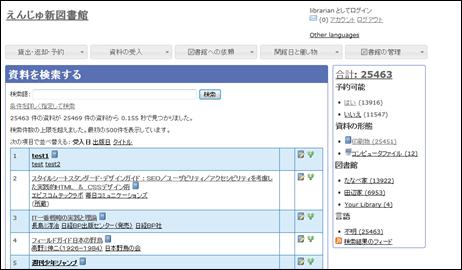 えんじゅ新図書館
librarian としてログイン
(0) アカウント ログアウト
Other languages
貸出・返却・予約
資料の受入
図書館への依頼
開館日と催し物
図書館の管理
資料を検索する
検索語:
検索
条件を詳しく指定して検索
25463 件の資料が 25469 件の資料から 0.155 秒で見つかりました。
検索件数の上限を超えました。最初の500件を表示しています。
次の項目で並べ替える: 受入日 出版日 タイトル
1 test1
test test2
2 スタイルシートスタンダード・デザインガイド : SEO/ユーザビリティ/アクセシビリティを考慮し
た実践的HTML & CSSデザイン術
エビスコムテックラボ 毎日コミュニケーションズ
(所蔵)
3 IT一番戦略の実践と理論
長島淳治 日経BP出版センター(発売) 日経BP社
4 フィールドガイド日本の野鳥
高野伸二(1926-1984) 日本野鳥の会
5 週刊少年ジャンプ
合計: 25463
予約可能
はい (13916)
いいえ (11547)
資料の形態
印刷物 (25451)
コンピュータファイル (12)
図書館
たなべ家 (13922)
田辺家 (6953)
Your Library (4)
言語
不明 (25463)
検索結果のフィード